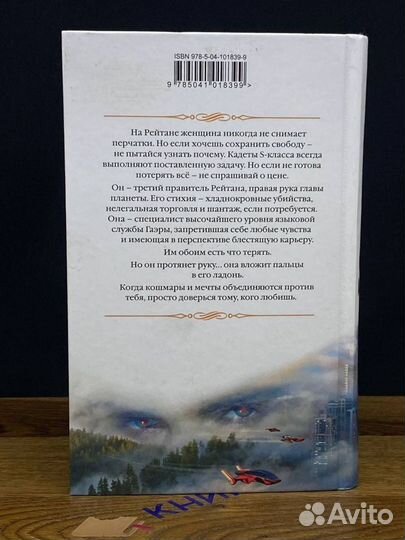 ISBN 978-5-04-101839-9
9 785041 018399 >
На Рейтане женщина никогда не снимает
перчатки. Но если хочешь сохранить свободу –
не пытайся узнать почему. Кадеты S-класса всегда
выполняют поставленную задачу. Но если не готова
потерять всё – не спрашивай о цене.
Он – третий правитель Рейтана, правая рука главы
планеты. Его стихия – хладнокровные убийства,
нелегальная торговля и шантаж, если потребуется.
Она – специалист высочайшего уровня языковой
службы Гаэры, запретившая себе любые чувства
и имеющая в перспективе блестящую карьеру.
Им обоим есть что терять.
Но он протянет руку... она вложит пальцы
в его ладонь.
Когда кошмары и мечты объединяются против
тебя, просто доверься тому, кого любишь.
КНИ
Avito